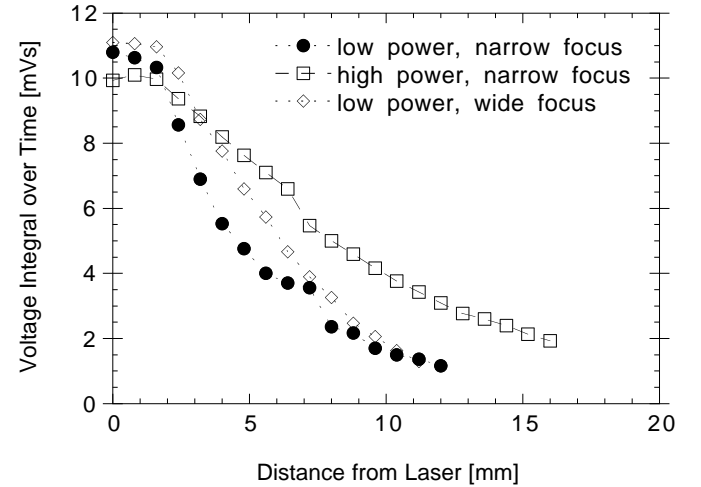 12
10
8
6
4
2
0
Voltage Integral over Time [mVs]
low power, narrow focus
high power, narrow focus
low power, wide focus
0 5 10 15 20
Distance from Laser [mm]